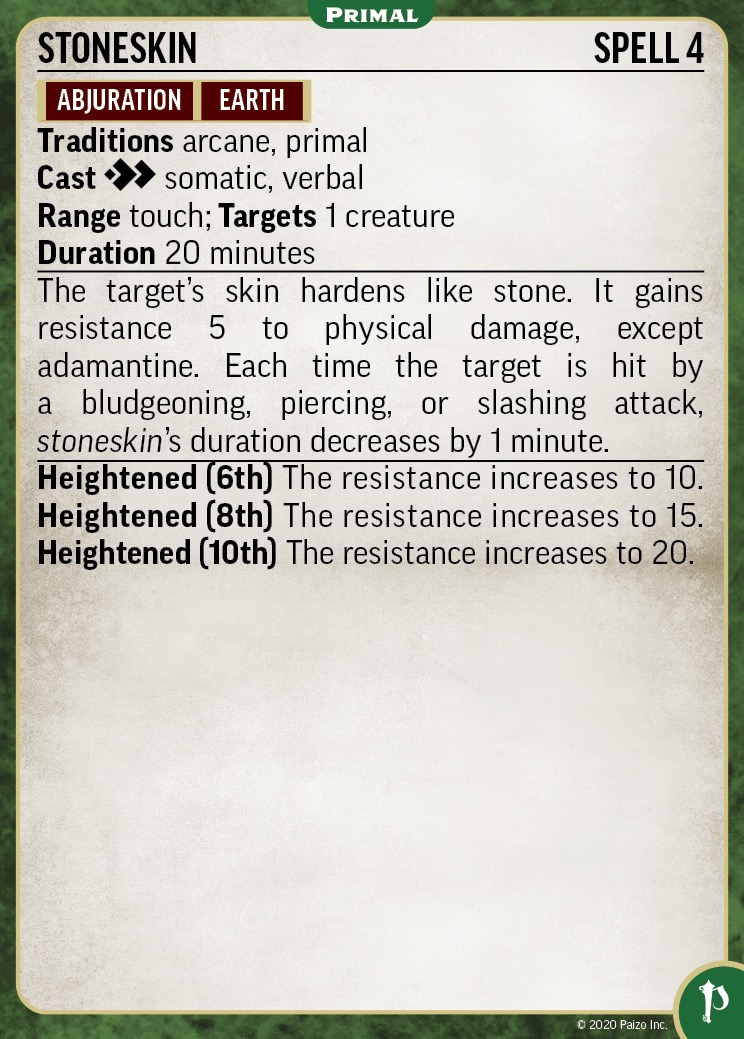 PRIMAL
STONESKIN SPELL 4
ABJURATION EARTH
Traditions arcane, primal
Cast somatic, verbal
Range touch; Targets 1 creature
Duration 20 minutes
The target's skin hardens like stone. It gains
resistance 5 to physical damage, except
adamantine. Each time the target is hit by
a bludgeoning, piercing, or slashing attack,
stoneskin's duration decreases by 1 minute.
Heightened (6th) The resistance increases to 10.
Heightened (8th) The resistance increases to 15.
Heightened (10th) The resistance increases to 20.
P
© 2020 Paizo Inc.